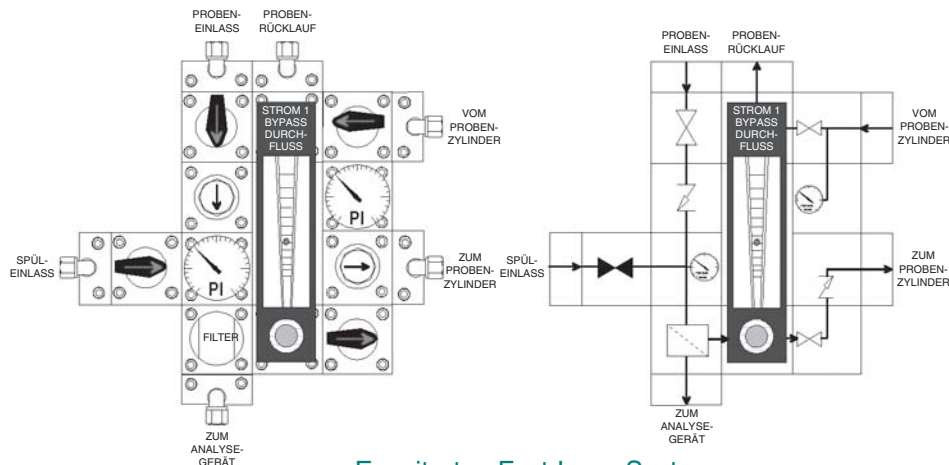 PROBEN-
EINLASS
PROBEN-
RÜCKLAUF
STROM 1
BYPASS
DURCH-
FLUSS
VOM
PROBEN-
ZYLINDER
PI
SPÜL-
EINLASS
PI
ZUM
PROBEN-
ZYLINDER
FILTER
ZUM
ANALYSE-
GERÄT
PROBEN-
EINLASS
PROBEN-
RÜCKLAUF
STROM 1
BYPASS
DURCH-
FLUSS
VOM
PROBEN-
ZYLINDER
SPÜL-
EINLASS
ZUM
PROBEN-
ZYLINDER
ZUM
ANALYSE-
GERÄT